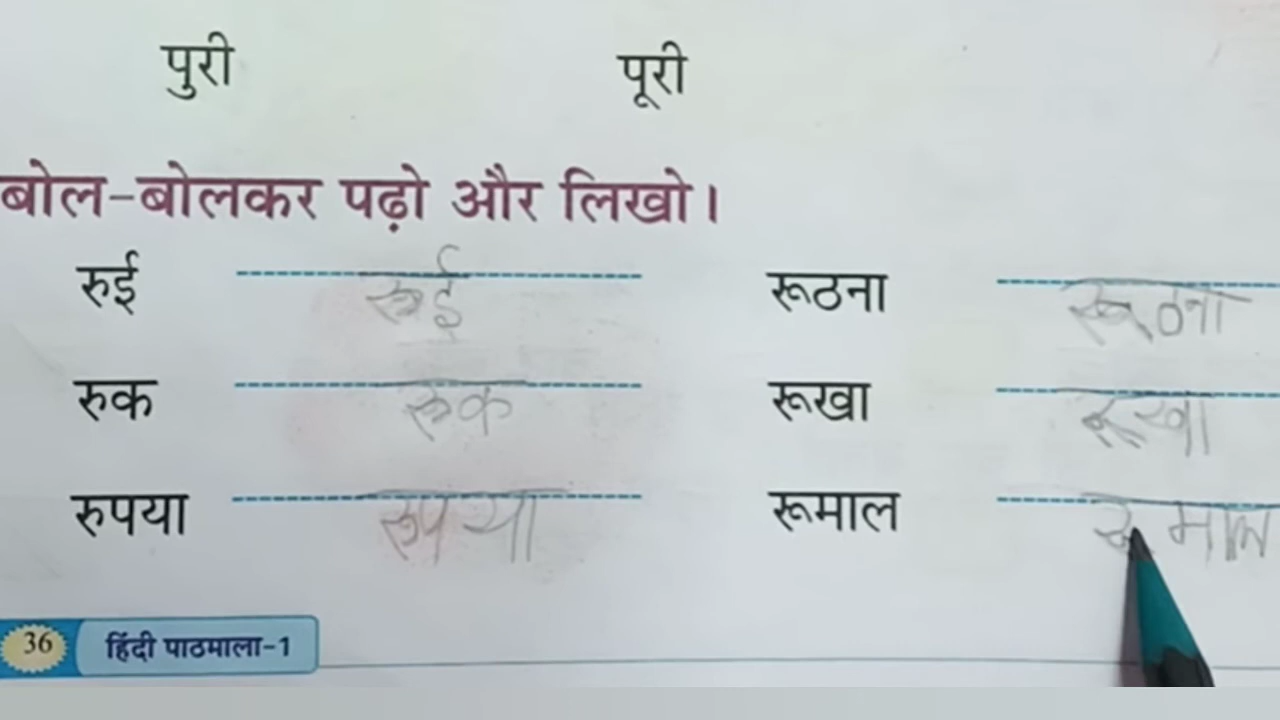 पुरी पूरी
बोल-बोलकर पढ़ो और लिखो।
रुई रुई रूठना रूठना
रुक रुक रूखा रूखा
रुपया रुपया रूमाल रूमाल
36 हिंदी पाठमाला-1